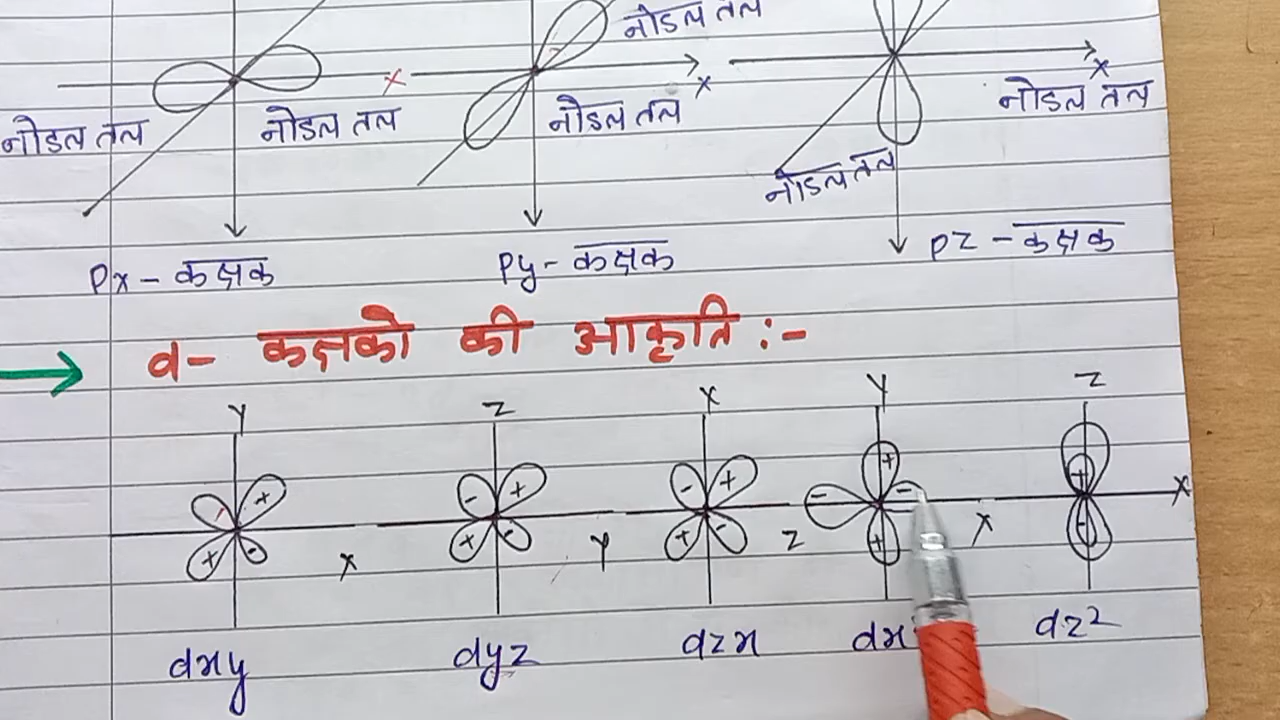 नोडल तल
नोडल तल नोडल तल X नोडल तल X नोडल तल X
नोडल तल
Px - कक्षक Py - कक्षक PZ - कक्षक
d- कक्षको की आकृति :-
Y Z X Y Z
+ - + - + + X
- - +
+ - + - + - + -
X Y Z X
dxy dyz dzx dx dz2